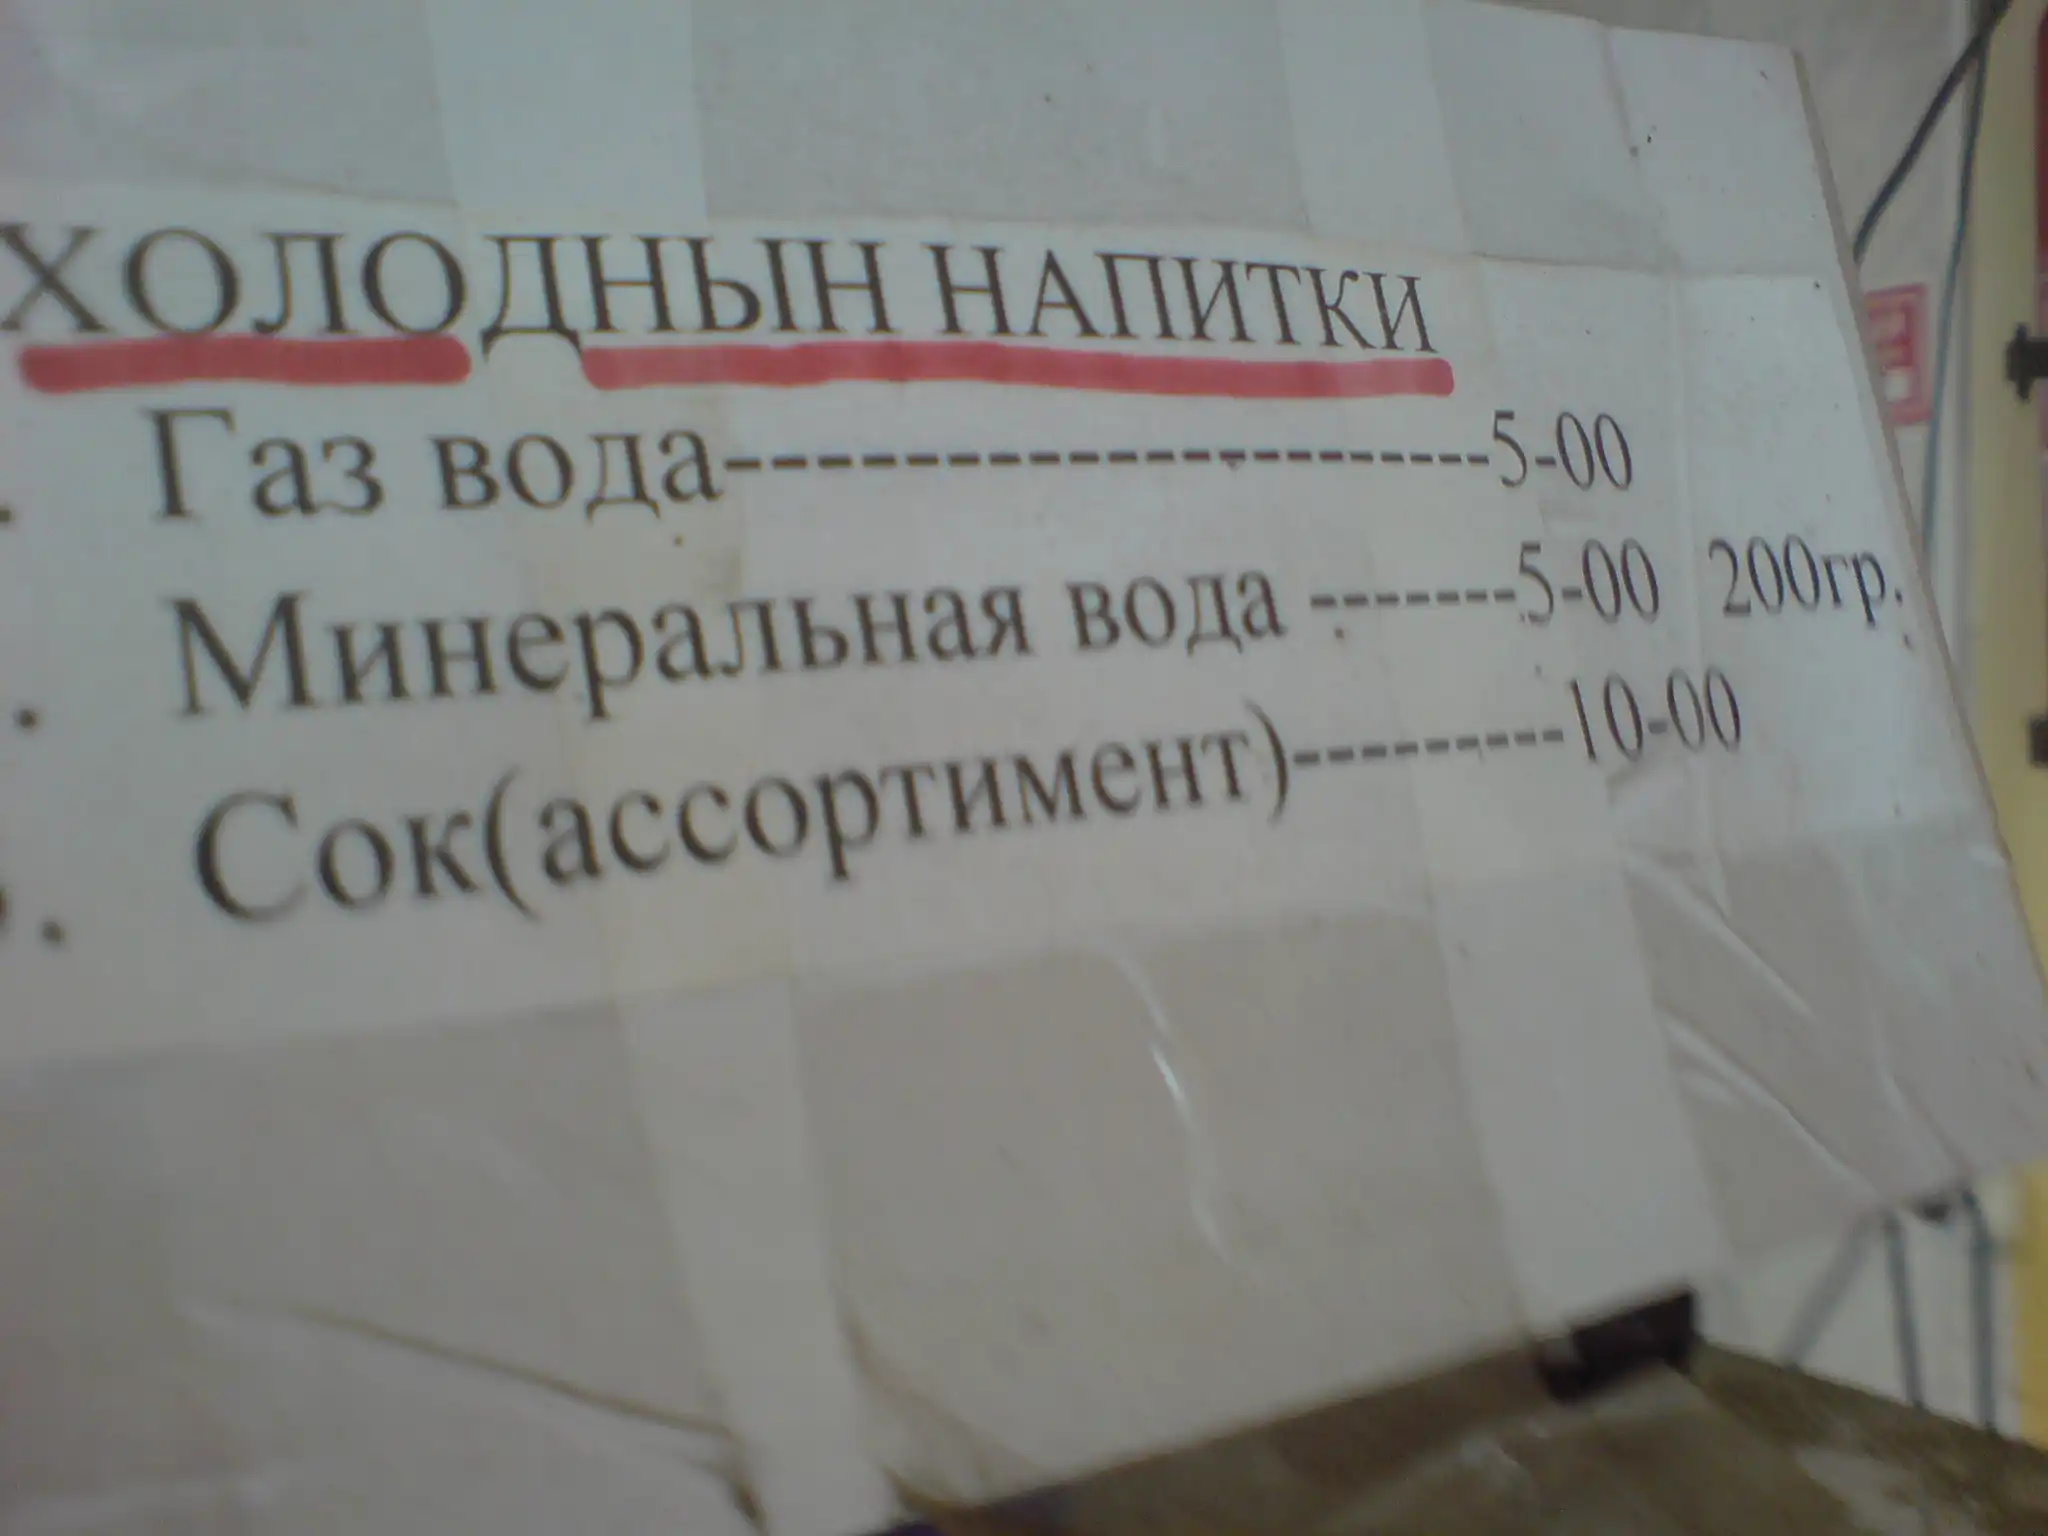 ХОЛОДНЫН НАПИТКИ
. Газ вода----------------------5-00
. Минеральная вода -------5-00 200гр.
. Сок(ассортимент)---------10-00